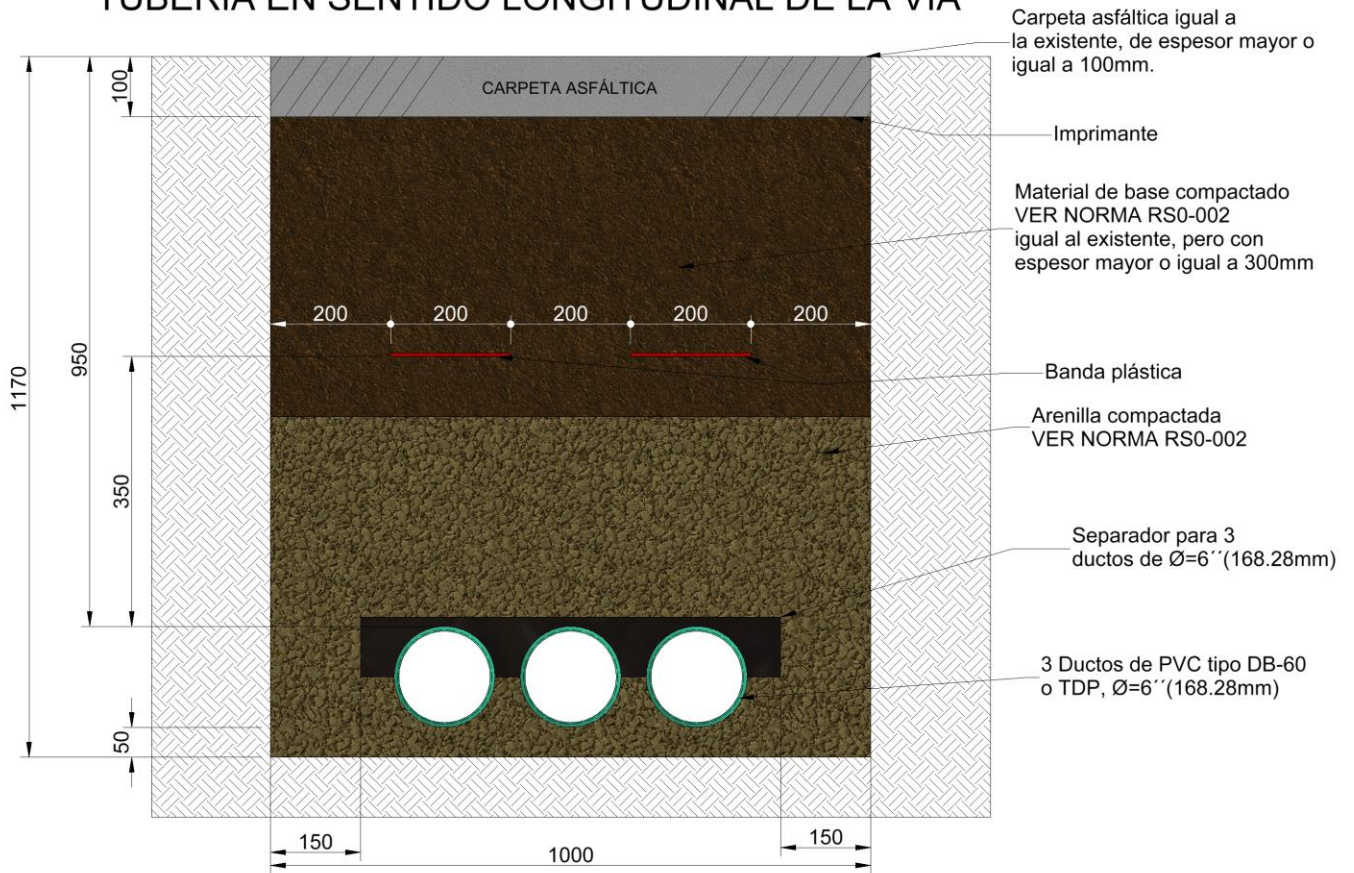 TUBERÍA EN SENTIDO LONGITUDINAL DE LA VÍA
Carpeta asfáltica igual a
la existente, de espesor mayor o
igual a 100mm.
100
CARPETA ASFÁLTICA
Imprimante
Material de base compactado
VER NORMA RS0-002
igual al existente, pero con
espesor mayor o igual a 300mm
200
200
200
200
200
950
1170
Banda plástica
Arenilla compactada
VER NORMA RS0-002
350
Separador para 3
ductos de Ø=6´´(168.28mm)
3 Ductos de PVC tipo DB-60
o TDP, Ø=6´´(168.28mm)
50
150
150
1000